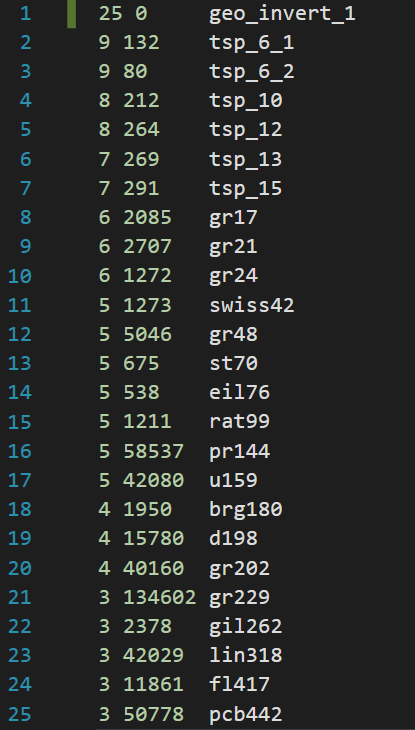 1 25 0 geo_invert_1
2 9 132 tsp_6_1
3 9 80 tsp_6_2
4 8 212 tsp_10
5 8 264 tsp_12
6 7 269 tsp_13
7 7 291 tsp_15
8 6 2085 gr17
9 6 2707 gr21
10 6 1272 gr24
11 5 1273 swiss42
12 5 5046 gr48
13 5 675 st70
14 5 538 eil76
15 5 1211 rat99
16 5 58537 pr144
17 5 42080 u159
18 4 1950 brg180
19 4 15780 d198
20 4 40160 gr202
21 3 134602 gr229
22 3 2378 gil262
23 3 42029 lin318
24 3 11861 fl417
25 3 50778 pcb442